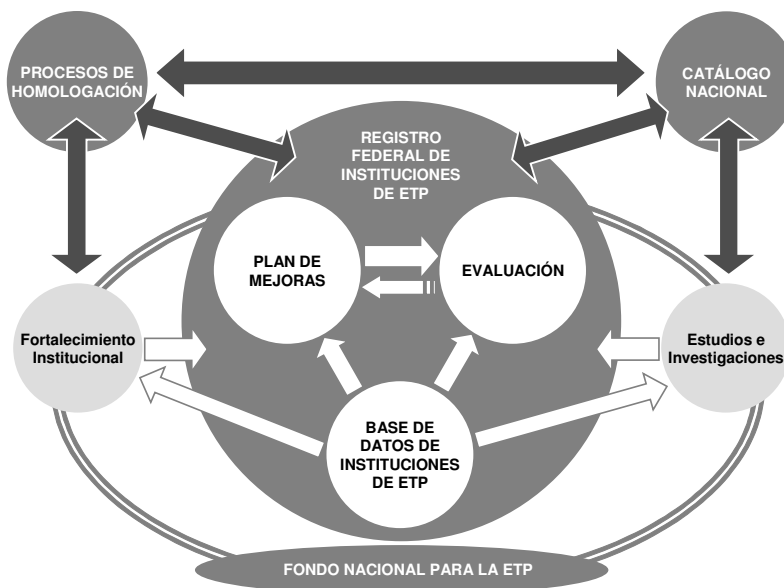 PROCESOS DE
HOMOLOGACIÓN
CATÁLOGO
NACIONAL
REGISTRO
FEDERAL DE
INSTITUCIONES
DE ETP
PLAN DE
MEJORAS
EVALUACIÓN
Fortalecimiento
Institucional
Estudios e
Investigaciones
BASE DE
DATOS DE
INSTITUCIONES
DE ETP
FONDO NACIONAL PARA LA ETP